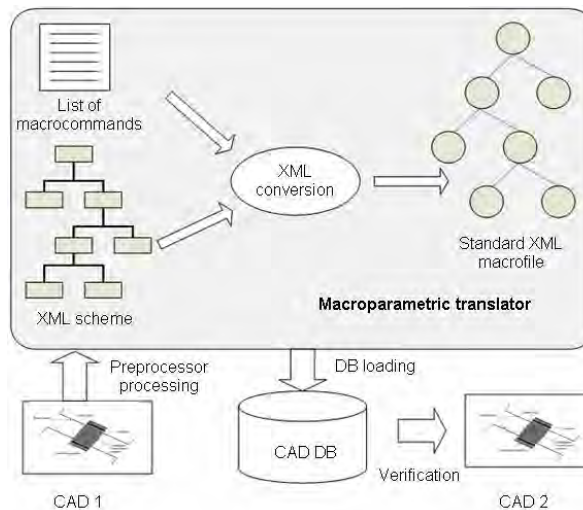 List of
macrocommands
XML
conversion
Standard XML
macrofile
XML scheme
Macroparametric translator
Preprocessor
processing
DB loading
CAD DB
Verification
CAD 1
CAD 2